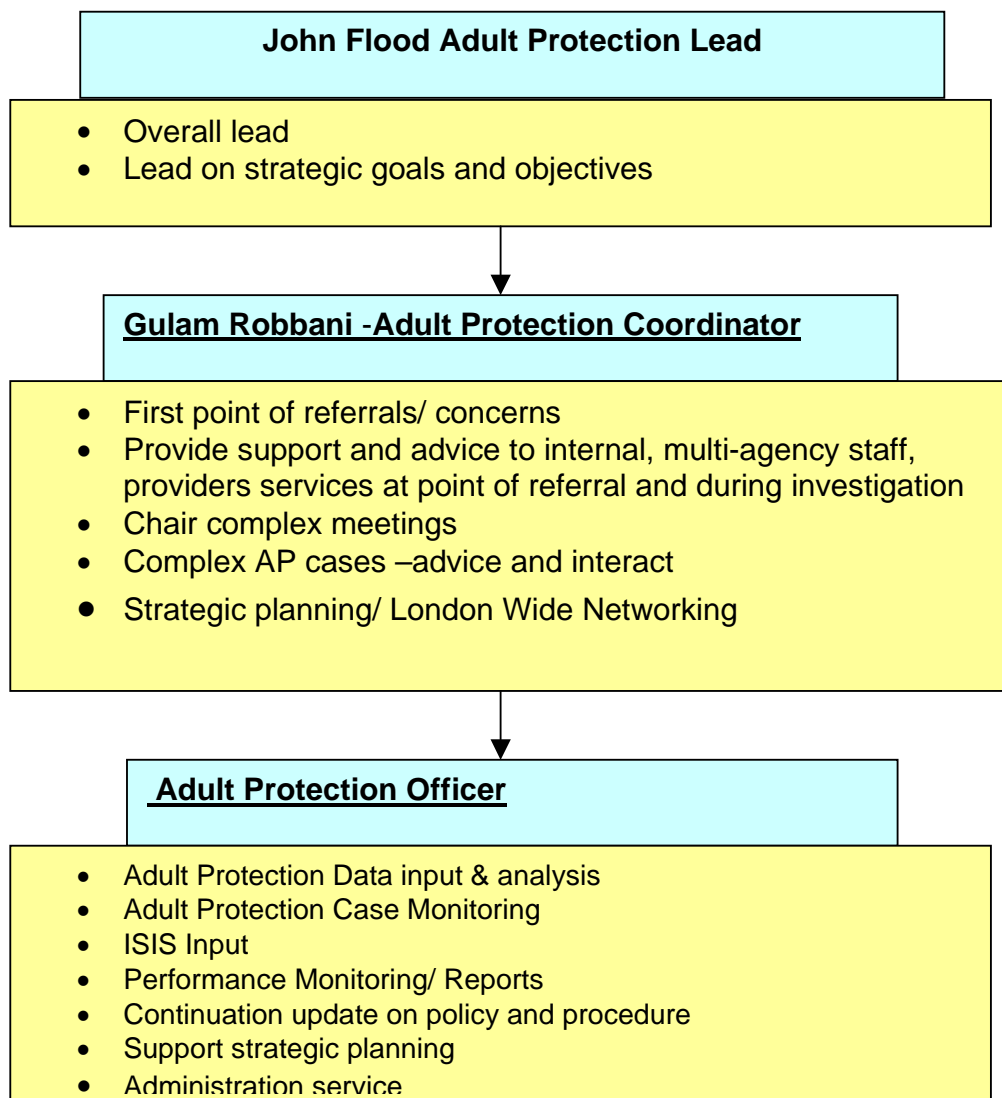 John Flood Adult Protection Lead
• Overall lead
• Lead on strategic goals and objectives
Gulam Robbani -Adult Protection Coordinator
• First point of referrals/ concerns
• Provide support and advice to internal, multi-agency staff,
providers services at point of referral and during investigation
• Chair complex meetings
• Complex AP cases –advice and interact
• Strategic planning/ London Wide Networking
Adult Protection Officer
• Adult Protection Data input & analysis
• Adult Protection Case Monitoring
• ISIS Input
• Performance Monitoring/ Reports
• Continuation update on policy and procedure
• Support strategic planning
• Administration service